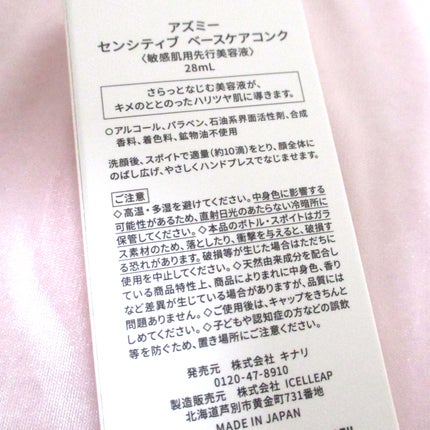 アズミー
センシティブ ベースケアコンク
〈敏感肌用先行美容液〉
28mL
さらっとなじむ美容液が、
キメのととのったハリツヤ肌に導きます。
○アルコール、パラベン、石油系界面活性剤、合成
香料、着色料、鉱物油不使用
洗顔後、スポイトで適量(約10滴)をとり、顔全体に
のばし広げ、やさしくハンドプレスでなじませます。
ご注意
◇高温・多湿を避けてください。中身色に影響する
可能性があるため、直射日光のあたらない冷暗所に
保管してください。◇本品のボトル・スポイトはガラ
ス素材のため、落としたり、衝撃を与えると、破損す
る恐れがあります。破損等が生じた場合はただちに
使用を中止してください。◇天然由来成分を配合し
ている商品特性上、商品によりまれに中身色、香り
など差異が生じている場合がありますが、品質には
問題ありません。◇ご使用後は、キャップをきちんと
しめてください。◇子どもや認知症の方などの誤飲
等を防ぐため、置き場所にご注意ください。
発売元 株式会社 キナリ
0120-47-8910
製造販売元 株式会社 ICELLEAP
北海道芦別市黄金町731番地
MADE IN JAPAN